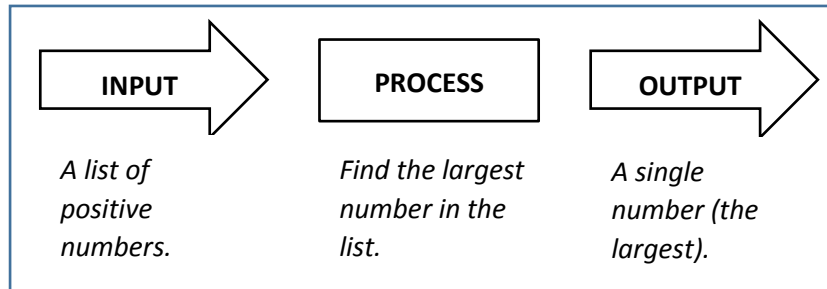 INPUT
PROCESS
OUTPUT
A list of
positive
numbers.
Find the largest
number in the
list.
A single
number (the
largest).